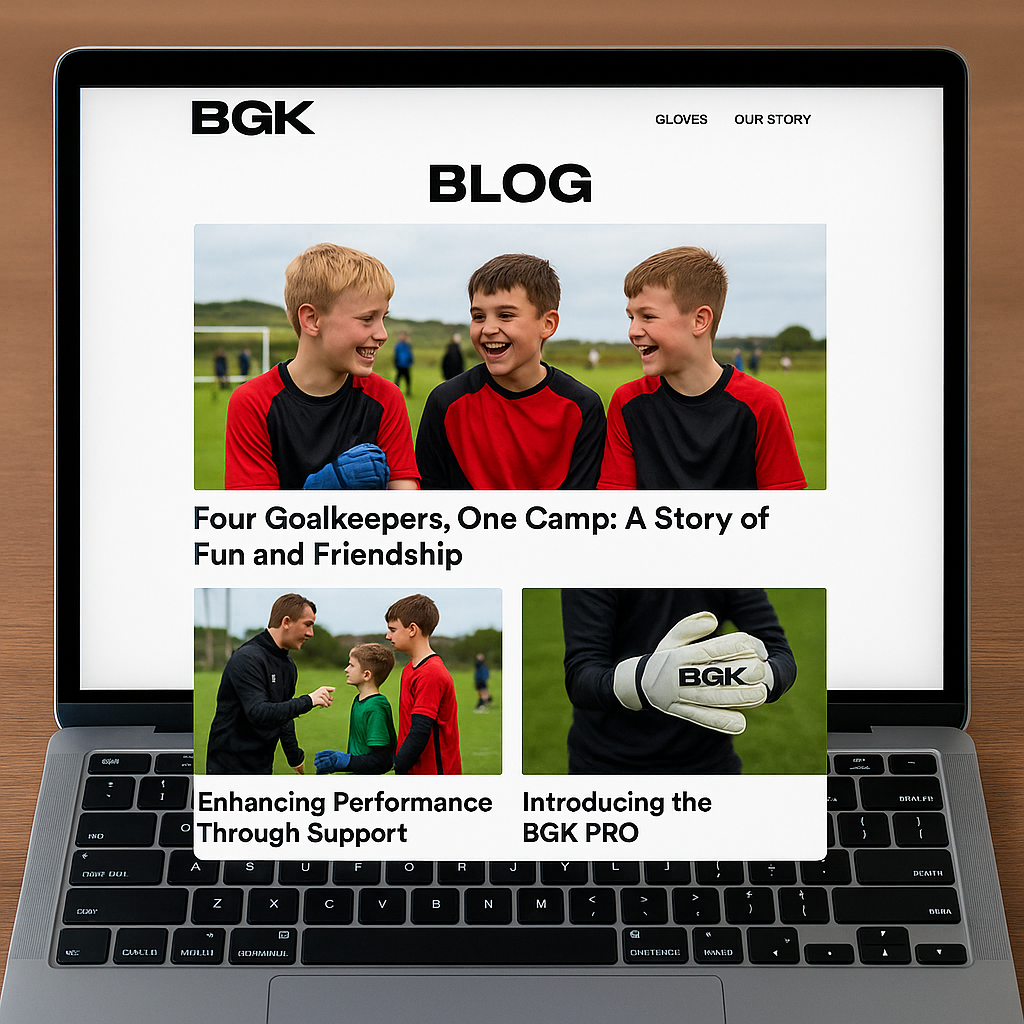 BGK
GLOVES OUR STORY
BLOG
Four Goalkeepers, One Camp: A Story of
Fun and Friendship
BGK
Enhancing Performance
Through Support
Introducing the
BGK PRO
A S U F O R J Y L J
Z X C V B N M